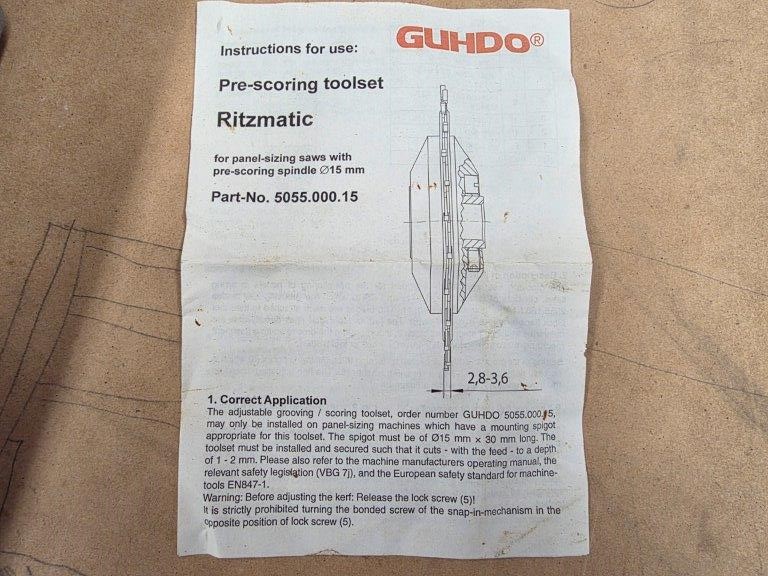 GUHDO®
Instructions for use:
Pre-scoring toolset
Ritzmatic
for panel-sizing saws with
pre-scoring spindle Ø15 mm
Part-No. 5055.000.15
2,8-3,6
1. Correct Application
The adjustable grooving / scoring toolset, order number GUHDO 5055.000.15,
may only be installed on panel-sizing machines which have a mounting spigot
appropriate for this toolset. The spigot must be of Ø15 mm × 30 mm long. The
toolset must be installed and secured such that it cuts - with the feed - to a depth
of 1 - 2 mm. Please also refer to the machine manufacturers operating manual, the
relevant safety legislation (VBG 7j), and the European safety standard for machine-
tools EN847-1.
Warning: Before adjusting the kerf: Release the lock screw (5)!
It is strictly prohibited turning the bonded screw of the snap-in-mechanism in the
opposite position of lock screw (5).